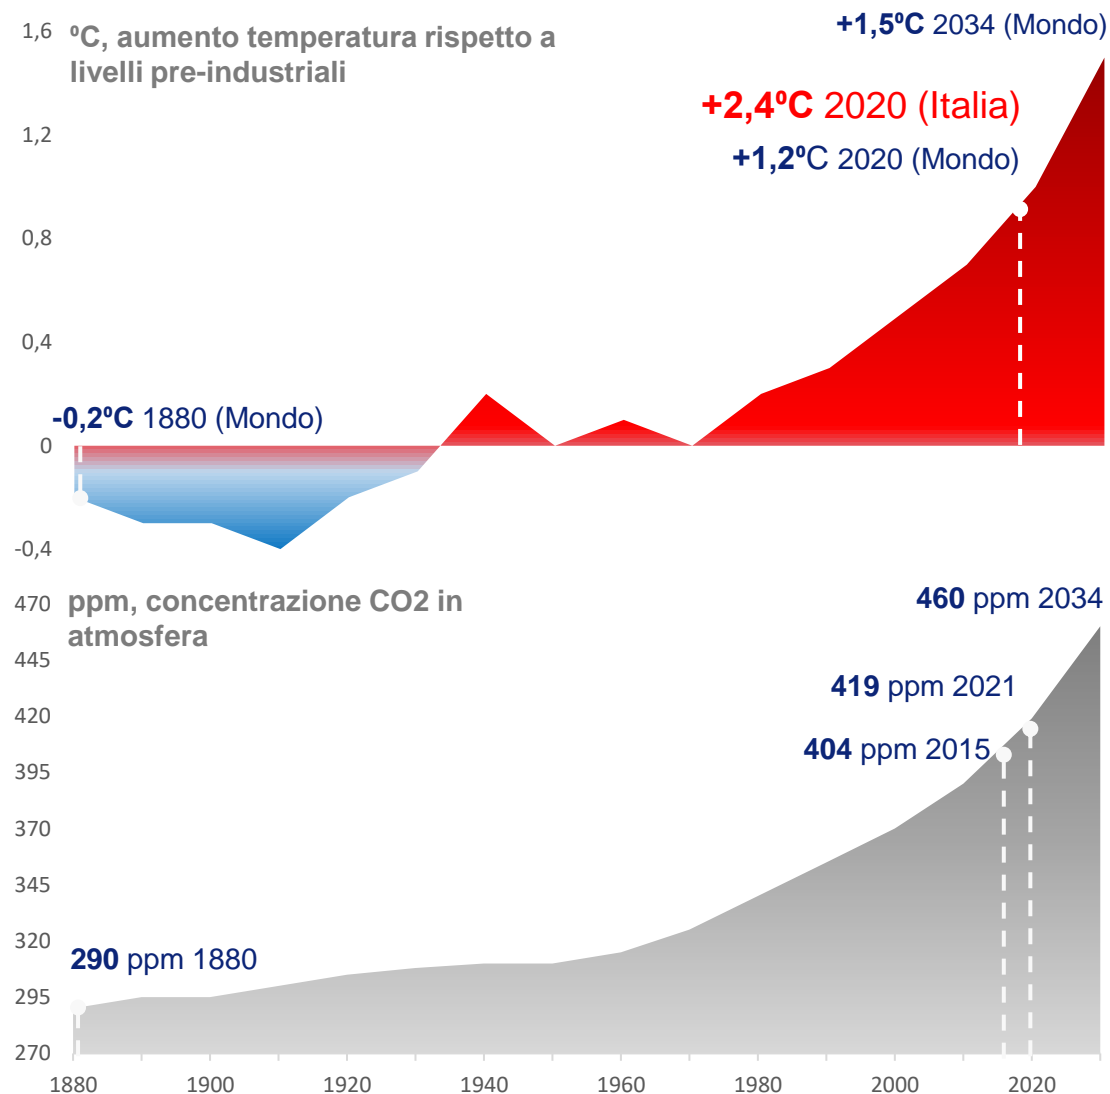 1,6
ºC, aumento temperatura rispetto a
livelli pre-industriali
+1,5ºC 2034 (Mondo)
+2,4ºC 2020 (Italia)
1,2
+1,2ºC 2020 (Mondo)
0,8
0,4
-0,2ºC 1880 (Mondo)
0
-0,4
470
ppm, concentrazione CO2 in
atmosfera
460 ppm 2034
445
419 ppm 2021
420
404 ppm 2015
395
370
345
320
290 ppm 1880
295
270
1880 1900 1920 1940 1960 1980 2000 2020